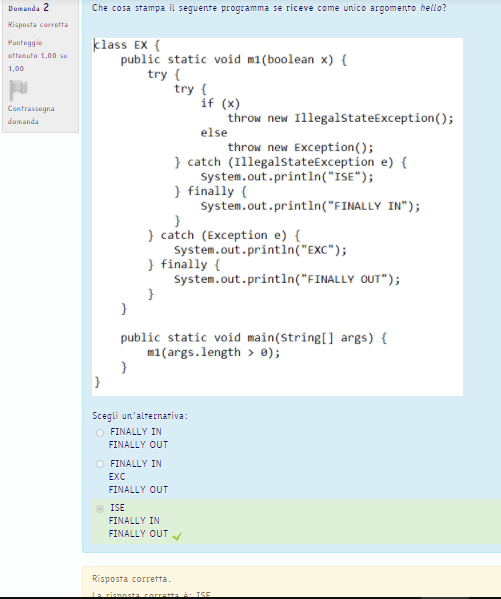 Domanda 2
Risposta corretta
Punteggio
ottenuto 1,00 su
1,00
Contrassegna
domanda
Che cosa stampa il seguente programma se riceve come unico argomento hello?
class EX {
    public static void m1(boolean x) {
        try {
            try {
                if (x)
                    throw new IllegalStateException();
                else
                    throw new Exception();
            } catch (IllegalStateException e) {
                System.out.println("ISE");
            } finally {
                System.out.println("FINALLY IN");
            }
        } catch (Exception e) {
            System.out.println("EXC");
        } finally {
            System.out.println("FINALLY OUT");
        }
    }
    public static void main(String[] args) {
        m1(args.length > 0);
    }
}
Scegli un'alternativa:
FINALLY IN
FINALLY OUT
FINALLY IN
EXC
FINALLY OUT
ISE
FINALLY IN
FINALLY OUT
Risposta corretta.
La risposta corretta è: ISE